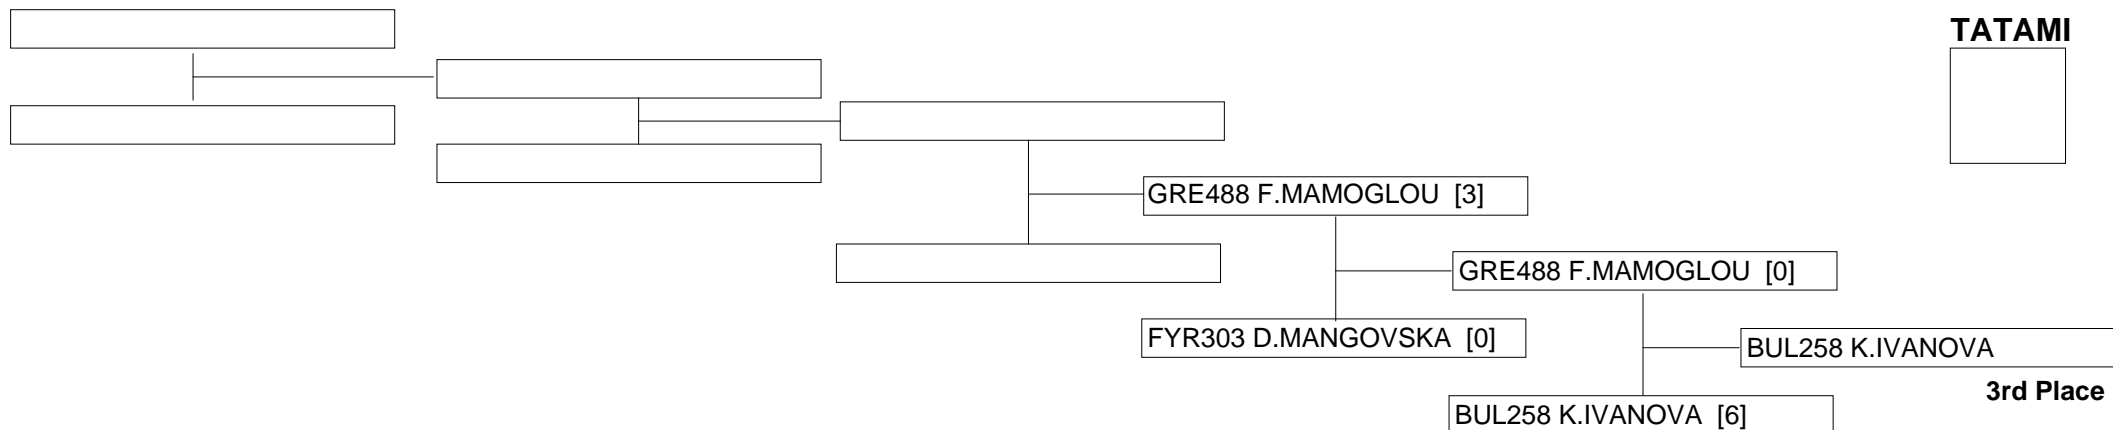 TATAMI
GRE488 F.MAMOGLOU [3]
GRE488 F.MAMOGLOU [0]
FYR303 D.MANGOVSKA [0]
BUL258 K.IVANOVA
3rd Place
BUL258 K.IVANOVA [6]